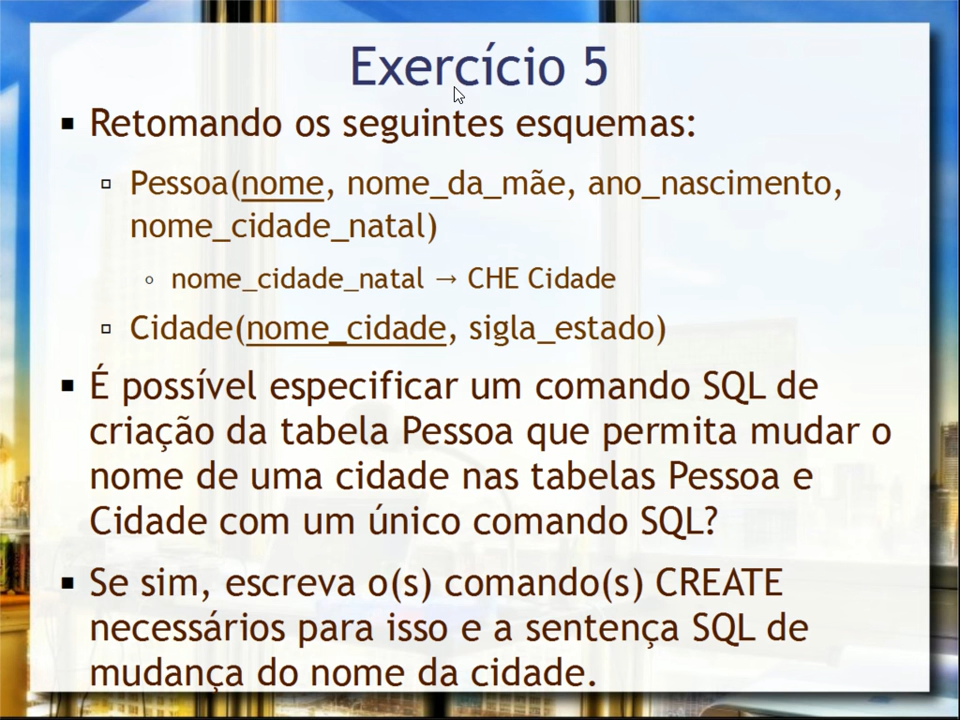 Exercício 5
▪ Retomando os seguintes esquemas:
▫ Pessoa(nome, nome_da_mãe, ano_nascimento,
nome_cidade_natal)
◦ nome_cidade_natal → CHE Cidade
▫ Cidade(nome_cidade, sigla_estado)
▪ É possível especificar um comando SQL de
criação da tabela Pessoa que permita mudar o
nome de uma cidade nas tabelas Pessoa e
Cidade com um único comando SQL?
▪ Se sim, escreva o(s) comando(s) CREATE
necessários para isso e a sentença SQL de
mudança do nome da cidade.